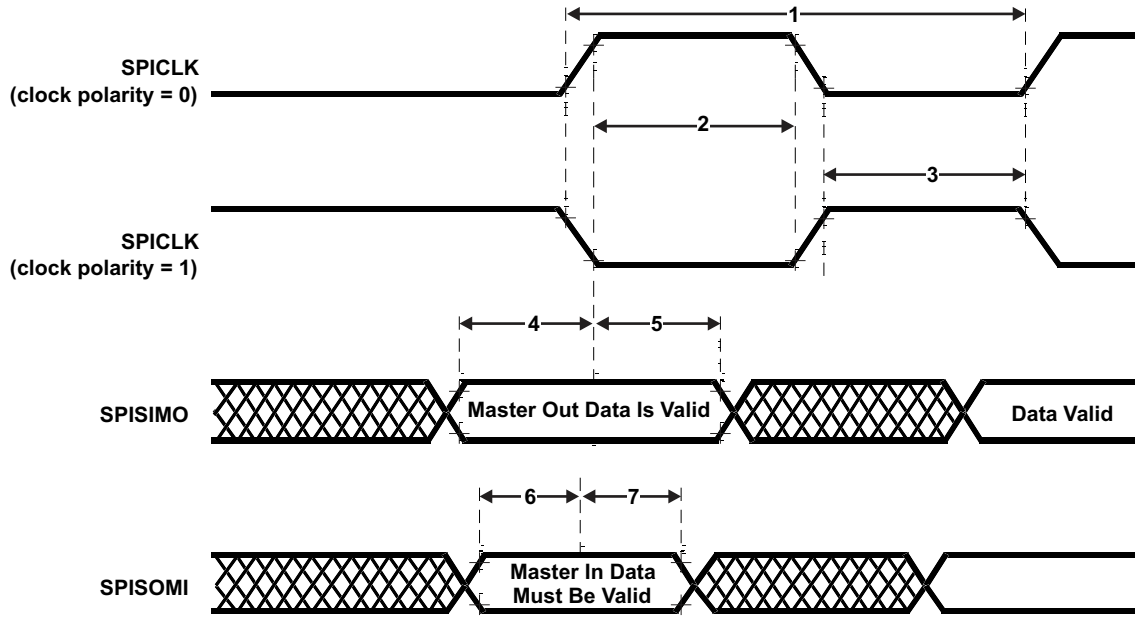 1
SPICLK
(clock polarity = 0)
2
3
SPICLK
(clock polarity = 1)
4
5
SPISIMO
Master Out Data Is Valid
Data Valid
6
7
SPISOMI
Master In Data
Must Be Valid